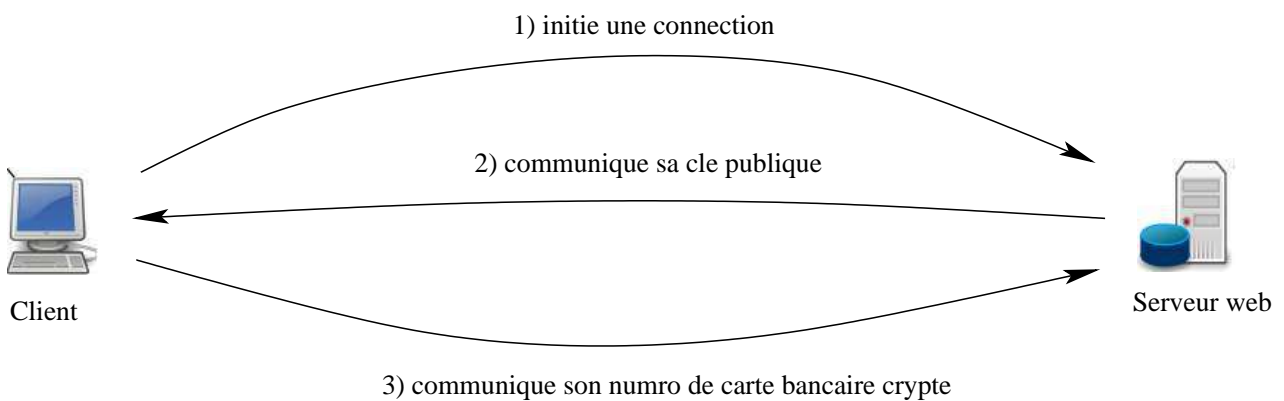 1) initie une connection
2) communique sa cle publique
Client
Serveur web
3) communique son numro de carte bancaire crypte